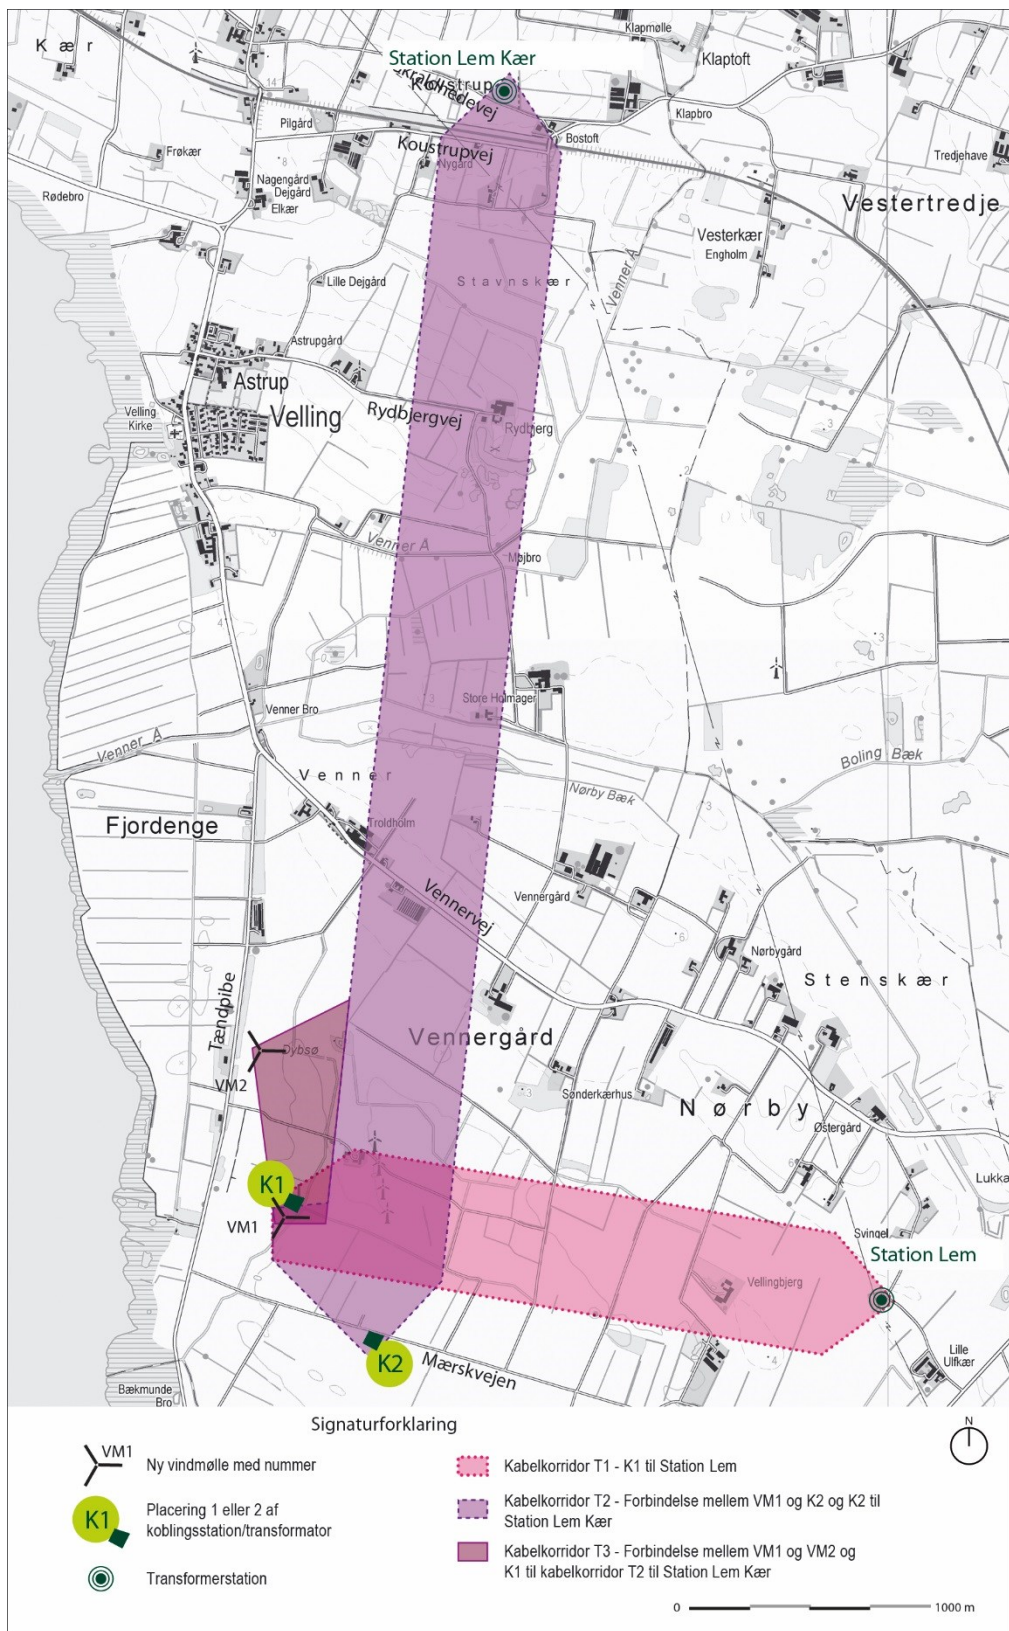 Kær
Station Lem Kær
Klapmølle
Klaptoft
Koustrupvej
Pilgård
Bostoft
Klapbro
Frøkær
Nygård
Tredjehave
Nagengård
Dejgård
Elkær
Rødebro
Vestertredje
Vesterkær
Engholm
Venner Å
Lille Dejgård
Stavnskær
Astrupgård
Astrup
Velling
Velling
Kirke
Rydbjergvej
Rydbjerg
Venner Å
Møjbro
Store Holmager
Venner Bro
Venner Å
Boling Bæk
Venner
Nørby Bæk
Fjordenge
Troldholm
Vennergård
Vennervej
Nørbygård
Stenskær
Tændpibe
Dybsø
VM2
Vennergård
Sønderkærhus
Nørby
Østergård
K1
VM1
Lukka
Svingel
Station Lem
Vellingbjerg
K2
Mærskvejen
Lille
Ulfkær
Bækmunde
Bro
Signaturforklaring
N
VM1
Ny vindmølle med nummer
K1
Placering 1 eller 2 af
koblingsstation/transformator
Transformerstation
Kabelkorridor T1 - K1 til Station Lem
Kabelkorridor T2 - Forbindelse mellem VM1 og K2 og K2 til
Station Lem Kær
Kabelkorridor T3 - Forbindelse mellem VM1 og VM2 og
K1 til kabelkorridor T2 til Station Lem Kær
0 1000 m